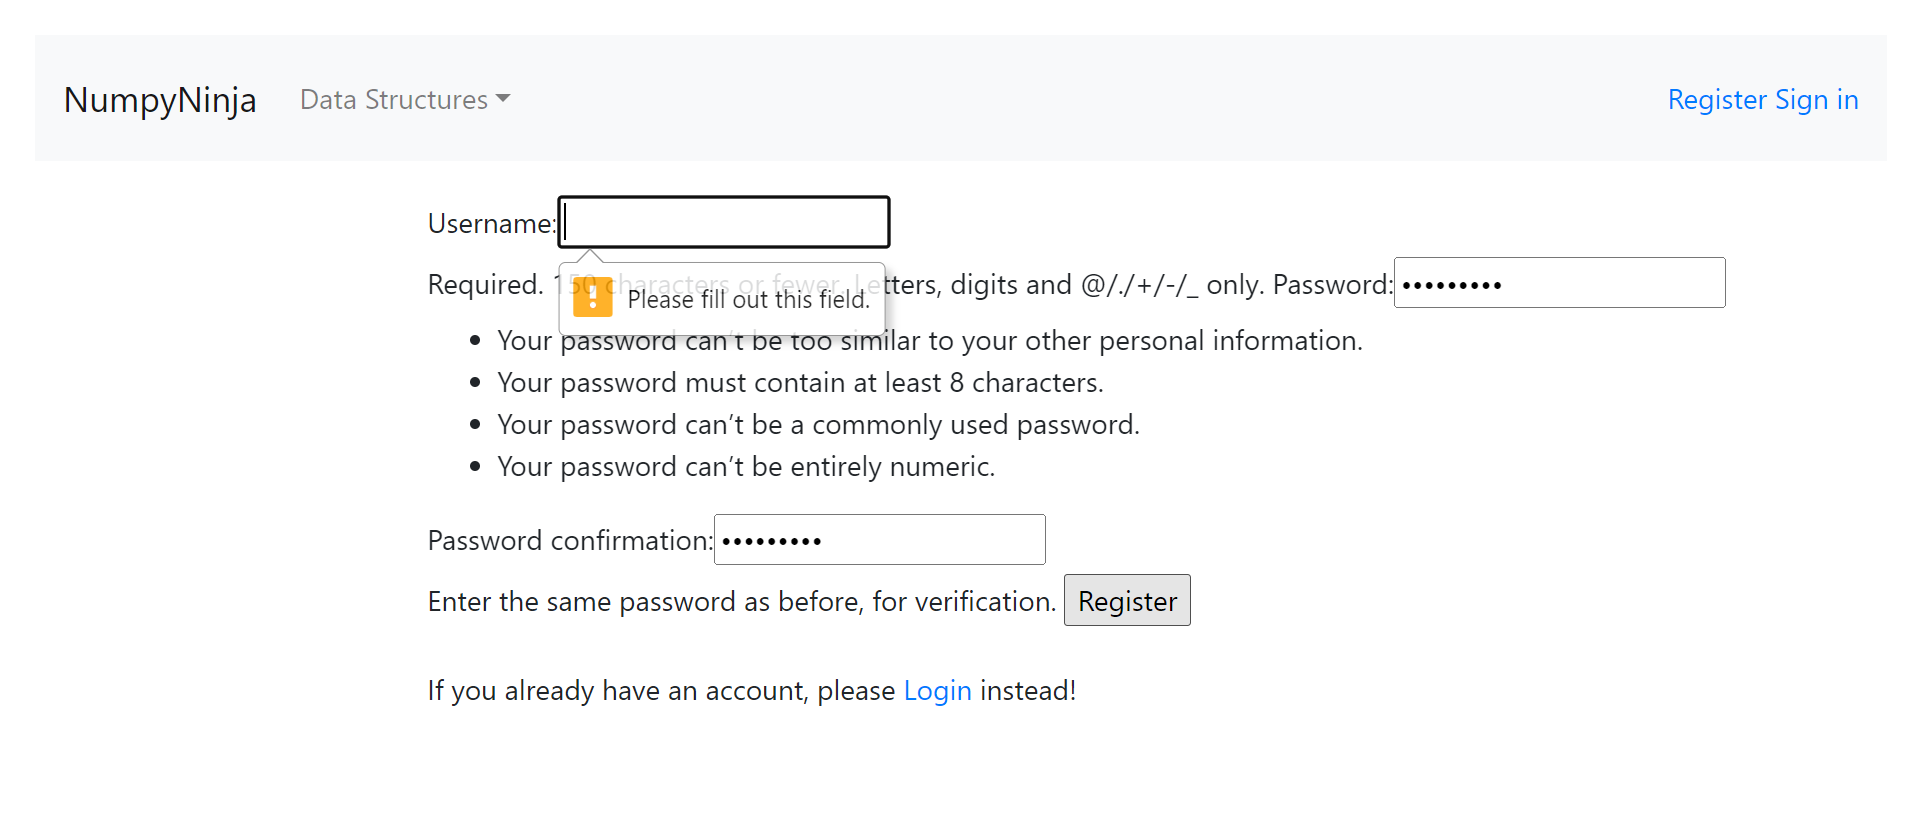 NumpyNinja Data Structures Register Sign in
Username:
Required. 150 characters or fewer. Letters, digits and @/./+/-/_ only. Password:•••••••••
Please fill out this field.
• Your password can’t be too similar to your other personal information.
• Your password must contain at least 8 characters.
• Your password can’t be a commonly used password.
• Your password can’t be entirely numeric.
Password confirmation:•••••••••
Enter the same password as before, for verification. Register
If you already have an account, please Login instead!